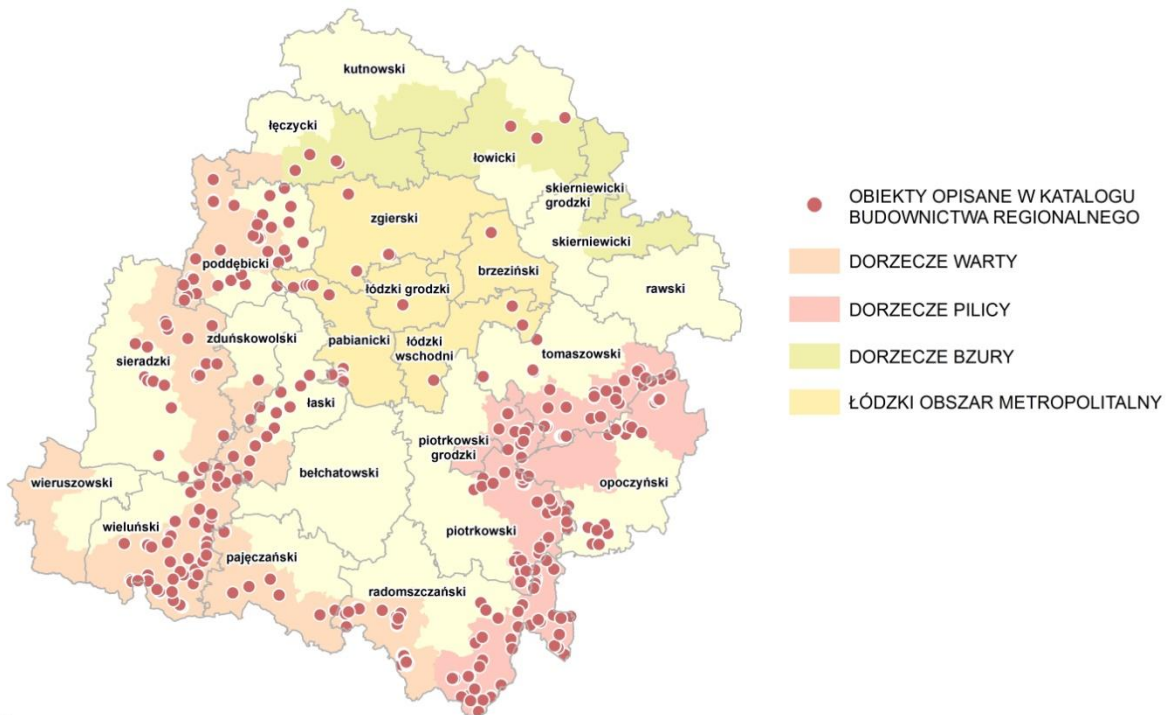 kutnowski
łęczycki
łowicki
skierniewicki
grodzki
zgierski
skierniewicki
brzeziński
poddębicki
rawski
łódzki grodzki
zduńskowolski
pabianicki
łódzki
wschodni
tomaszowski
sieradzki
łaski
piotrkowski
grodzki
bełchatowski
wieruszowski
opoczyński
wieluński
piotrkowski
pajęczański
radomszczański
OBIEKTY OPISANE W KATALOGU
BUDOWNICTWA REGIONALNEGO
DORZECZE WARTY
DORZECZE PILICY
DORZECZE BZURY
ŁÓDZKI OBSZAR METROPOLITALNY